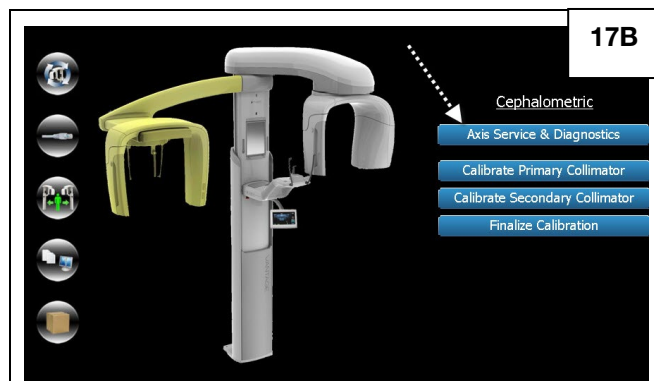 17B
Cephalometric
Axis Service & Diagnostics
Calibrate Primary Collimator
Calibrate Secondary Collimator
Finalize Calibration